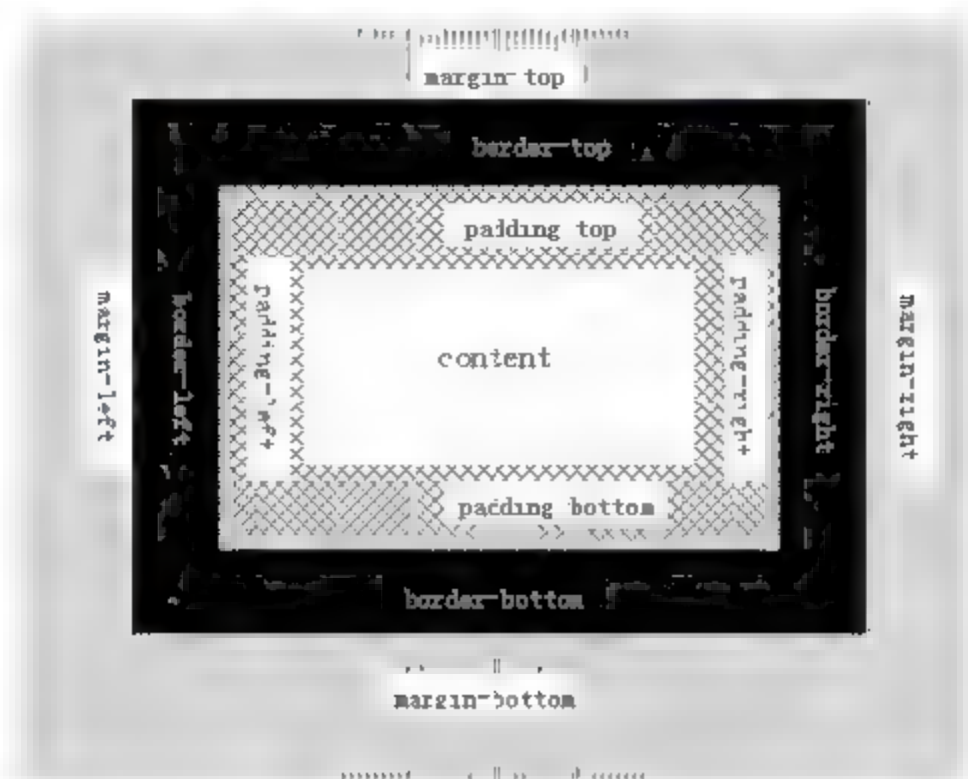 margin-top
border-top
padding top
margin-left
border-left
padding-left
content
padding-right
border-right
margin-right
padding bottom
border-bottom
margin-bottom